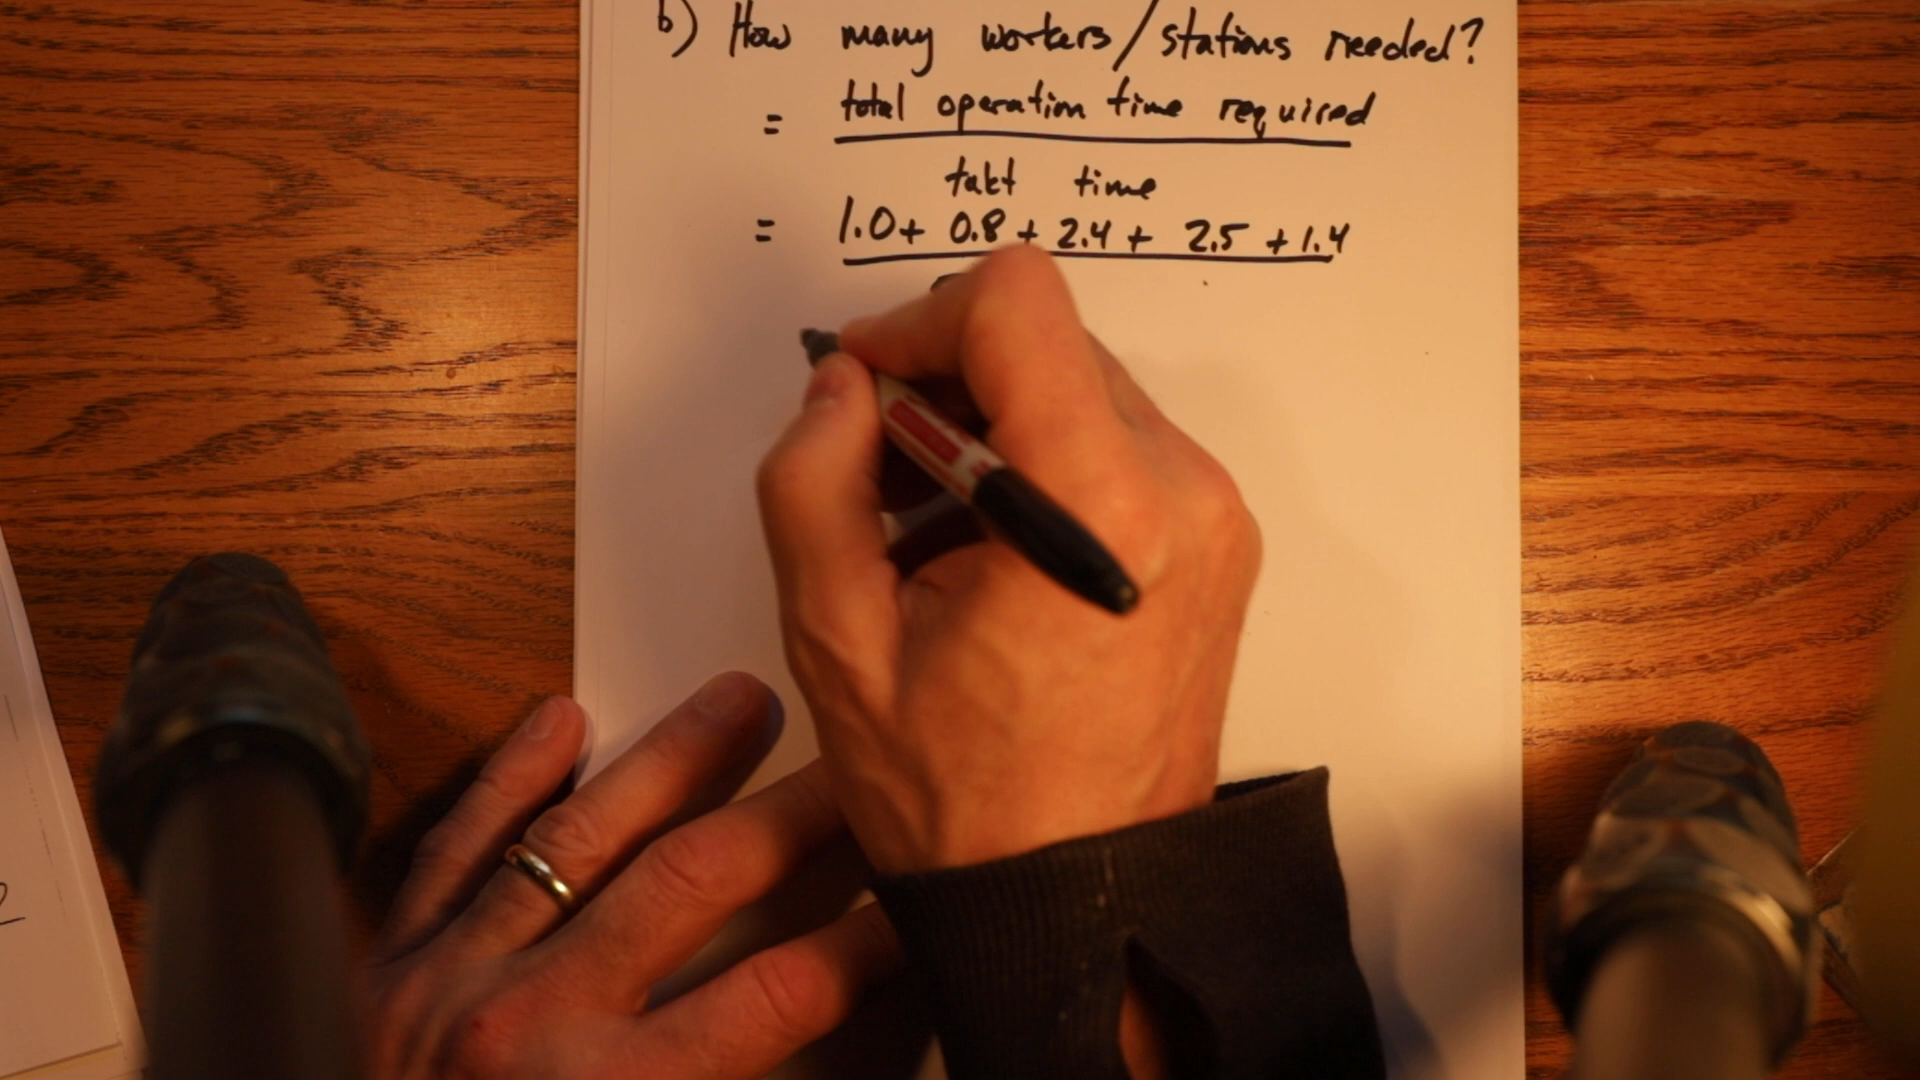 b) How many workers/stations needed?
= total operation time required
takt time
= 1.0+ 0.8 + 2.4 + 2.5 + 1.4
2